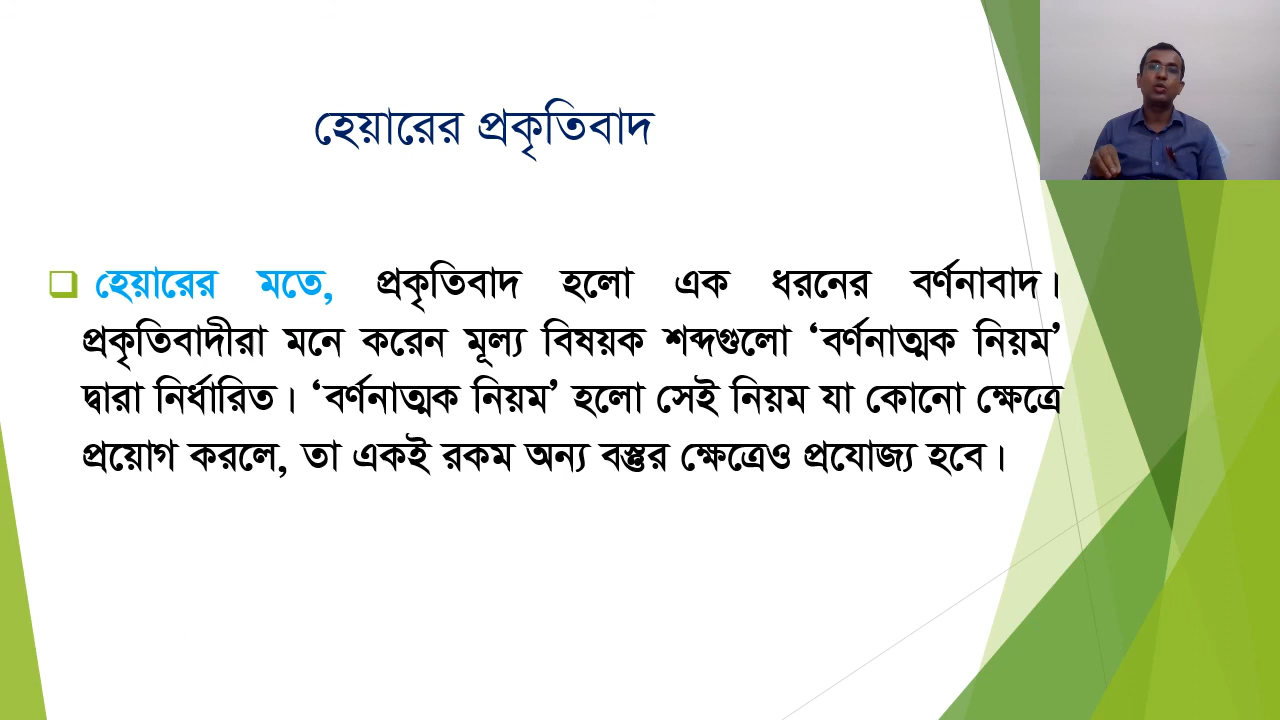 হেয়ারের প্রকৃতিবাদ
হেয়ারের মতে, প্রকৃতিবাদ হলো এক ধরনের বর্ণনাবাদ।
প্রকৃতিবাদীরা মনে করেন মূল্য বিষয়ক শব্দগুলো ‘বর্ণনাত্মক নিয়ম’
দ্বারা নির্ধারিত। ‘বর্ণনাত্মক নিয়ম’ হলো সেই নিয়ম যা কোনো ক্ষেত্রে
প্রয়োগ করলে, তা একই রকম অন্য বস্তুর ক্ষেত্রেও প্রযোজ্য হবে।